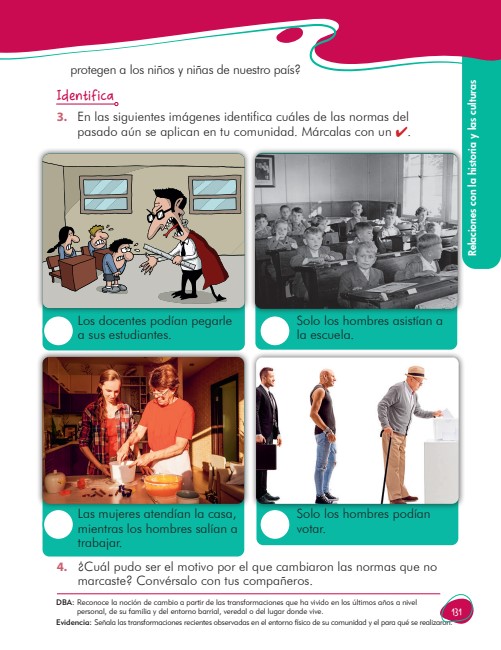 protegen a los niños y niñas de nuestro país?
Identifica
3. En las siguientes imágenes identifica cuáles de las normas del
pasado aún se aplican en tu comunidad. Márcalas con un ✔.
Relaciones con la historia y las culturas
Los docentes podían pegarle
a sus estudiantes.
Solo los hombres asistían a
la escuela.
Las mujeres atendían la casa,
mientras los hombres salían a
trabajar.
Solo los hombres podían
votar.
4. ¿Cuál pudo ser el motivo por el que cambiaron las normas que no
marcaste? Convérsalo con tus compañeros.
DBA: Reconoce la noción de cambio a partir de las transformaciones que ha vivido en los últimos años a nivel
personal, de su familia y del entorno barrial, veredal o del lugar donde vive.
Evidencia: Señala las transformaciones recientes observadas en el entorno físico de su comunidad y el para qué se realizaron.
131